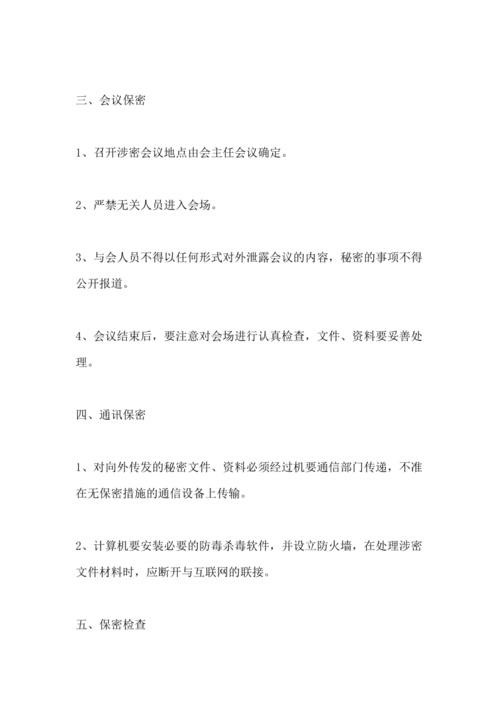 三、会议保密
1、召开涉密会议地点由会主任会议确定。
2、严禁无关人员进入会场。
3、与会人员不得以任何形式对外泄露会议的内容，秘密的事项不得
公开报道。
4、会议结束后，要注意对会场进行认真检查，文件、资料要妥善处
理。
四、通讯保密
1、对向外传发的秘密文件、资料必须经过机要通信部门传递，不准
在无保密措施的通信设备上传输。
2、计算机要安装必要的防毒杀毒软件，并设立防火墙，在处理涉密
文件材料时，应断开与互联网的联接。
五、保密检查